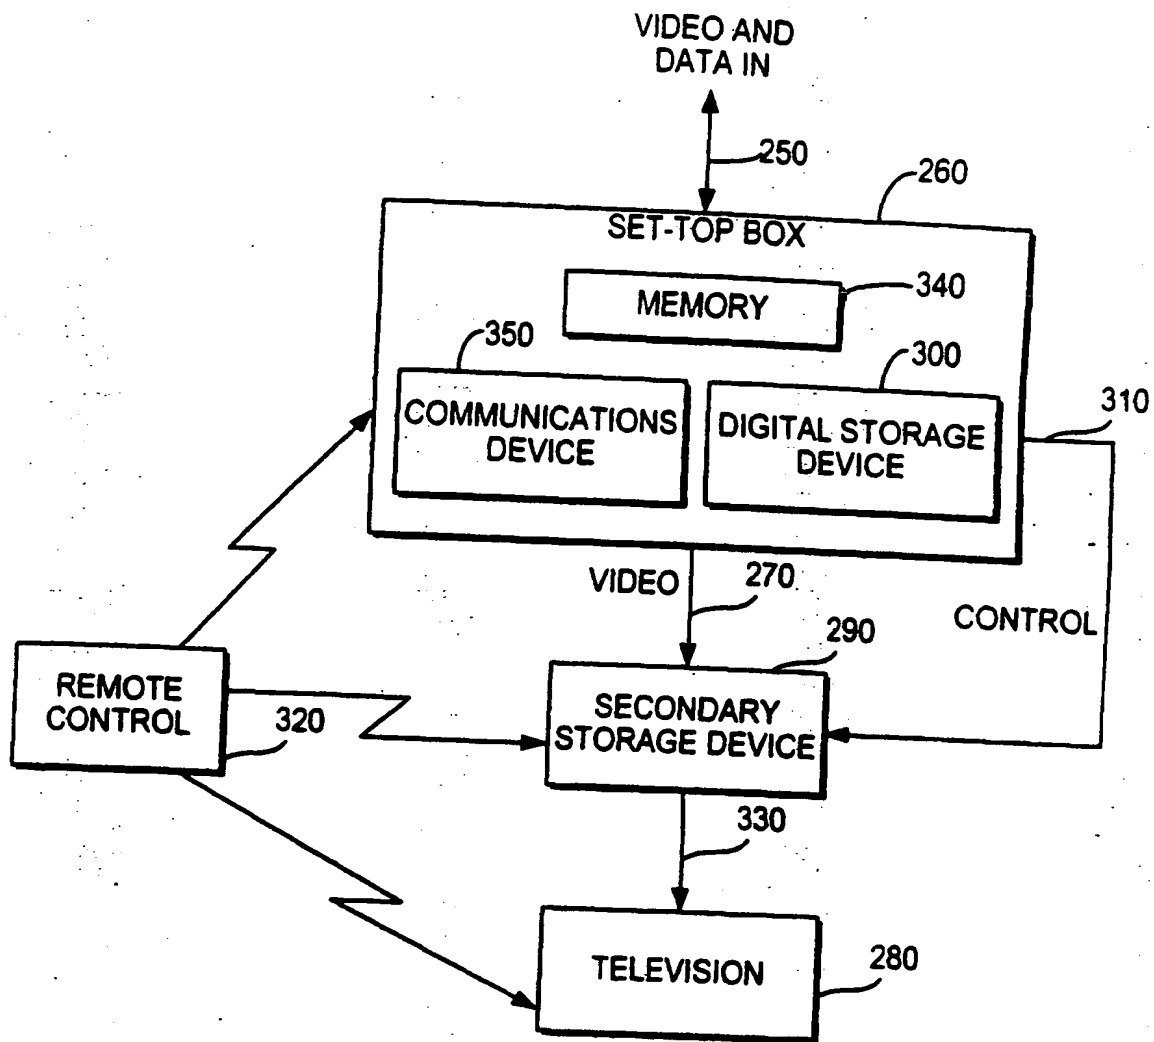 VIDEO AND
DATA IN
250
260
SET-TOP BOX
340
MEMORY
350
300
310
COMMUNICATIONS
DEVICE
DIGITAL STORAGE
DEVICE
VIDEO
270
CONTROL
290
REMOTE
CONTROL
320
SECONDARY
STORAGE DEVICE
330
TELEVISION
280